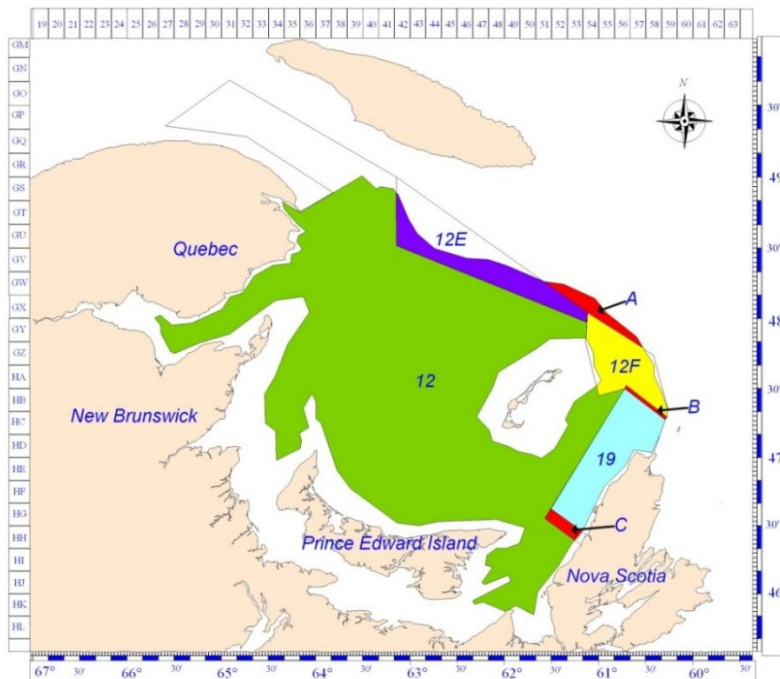 19 20 21 22 23 24 25 26 27 28 29 30 31 32 33 34 35 36 37 38 39 40 41 42 43 44 45 46 47 48 49 50 51 52 53 54 55 56 57 58 59 60 61 62 63
GM
GN
GO
N
30'
GP
GQ
GR
49
GS
GT
GU
12E
Quebec
30'
GV
GW
A
GX
48
GY
GZ
12F
HA
12
30'
HB
B
New Brunswick
HC
HD
19
47
HE
HF
HG
C
30'
HH
Prince Edward Island
HI
Nova Scotia
HJ
HK
46
HL
67° 30' 66° 30' 65° 30' 64° 30' 63° 30' 62° 30' 61° 30' 60°